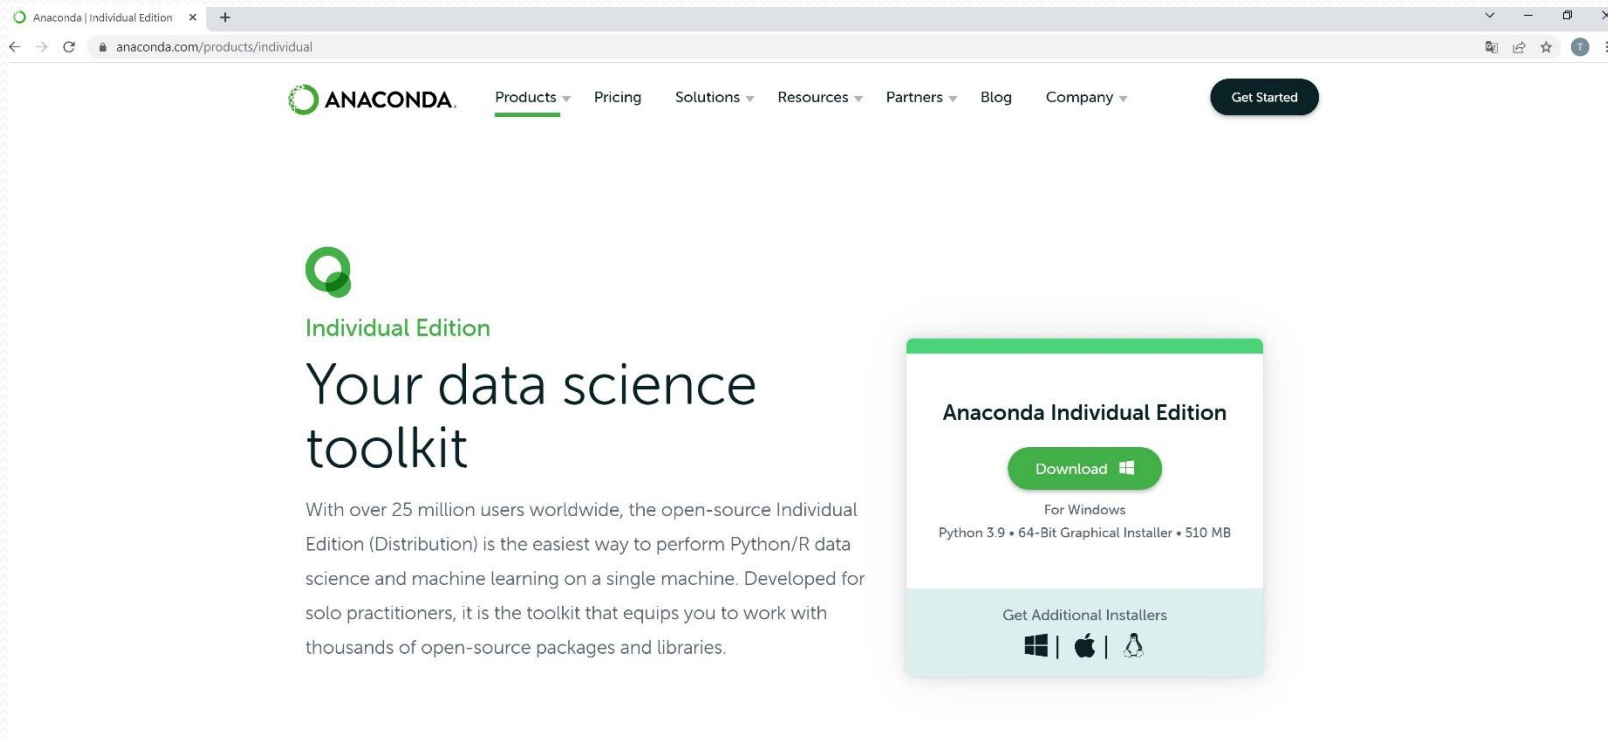 Anaconda | Individual Edition
anaconda.com/products/individual
T
ANACONDA.
Products
Pricing
Solutions
Resources
Partners
Blog
Company
Get Started
Individual Edition
Your data science
toolkit
With over 25 million users worldwide, the open-source Individual
Edition (Distribution) is the easiest way to perform Python/R data
science and machine learning on a single machine. Developed for
solo practitioners, it is the toolkit that equips you to work with
thousands of open-source packages and libraries.
Anaconda Individual Edition
Download
For Windows
Python 3.9 • 64-Bit Graphical Installer • 510 MB
Get Additional Installers